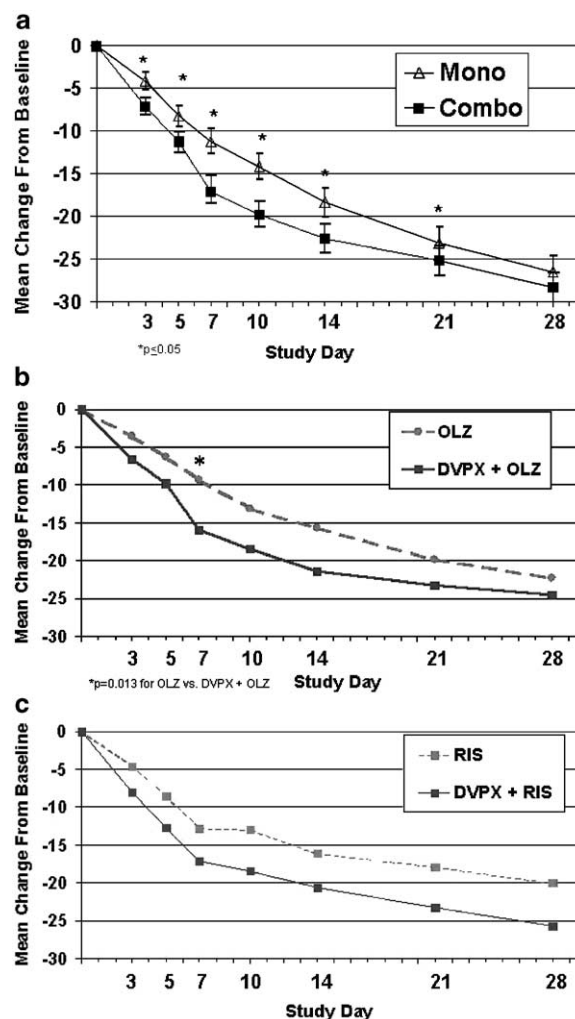 a
0
-5
-10
-15
-20
-25
-30
Mean Change From Baseline
* * * * * *
Mono
Combo
3 5 7 10 14 21 28
*p≤0.05
Study Day
b
0
-5
-10
-15
-20
-25
-30
Mean Change From Baseline
*
OLZ
DVPX + OLZ
3 5 7 10 14 21 28
*p=0.013 for OLZ vs. DVPX + OLZ
Study Day
c
0
-5
-10
-15
-20
-25
-30
Mean Change From Baseline
RIS
DVPX + RIS
3 5 7 10 14 21 28
Study Day